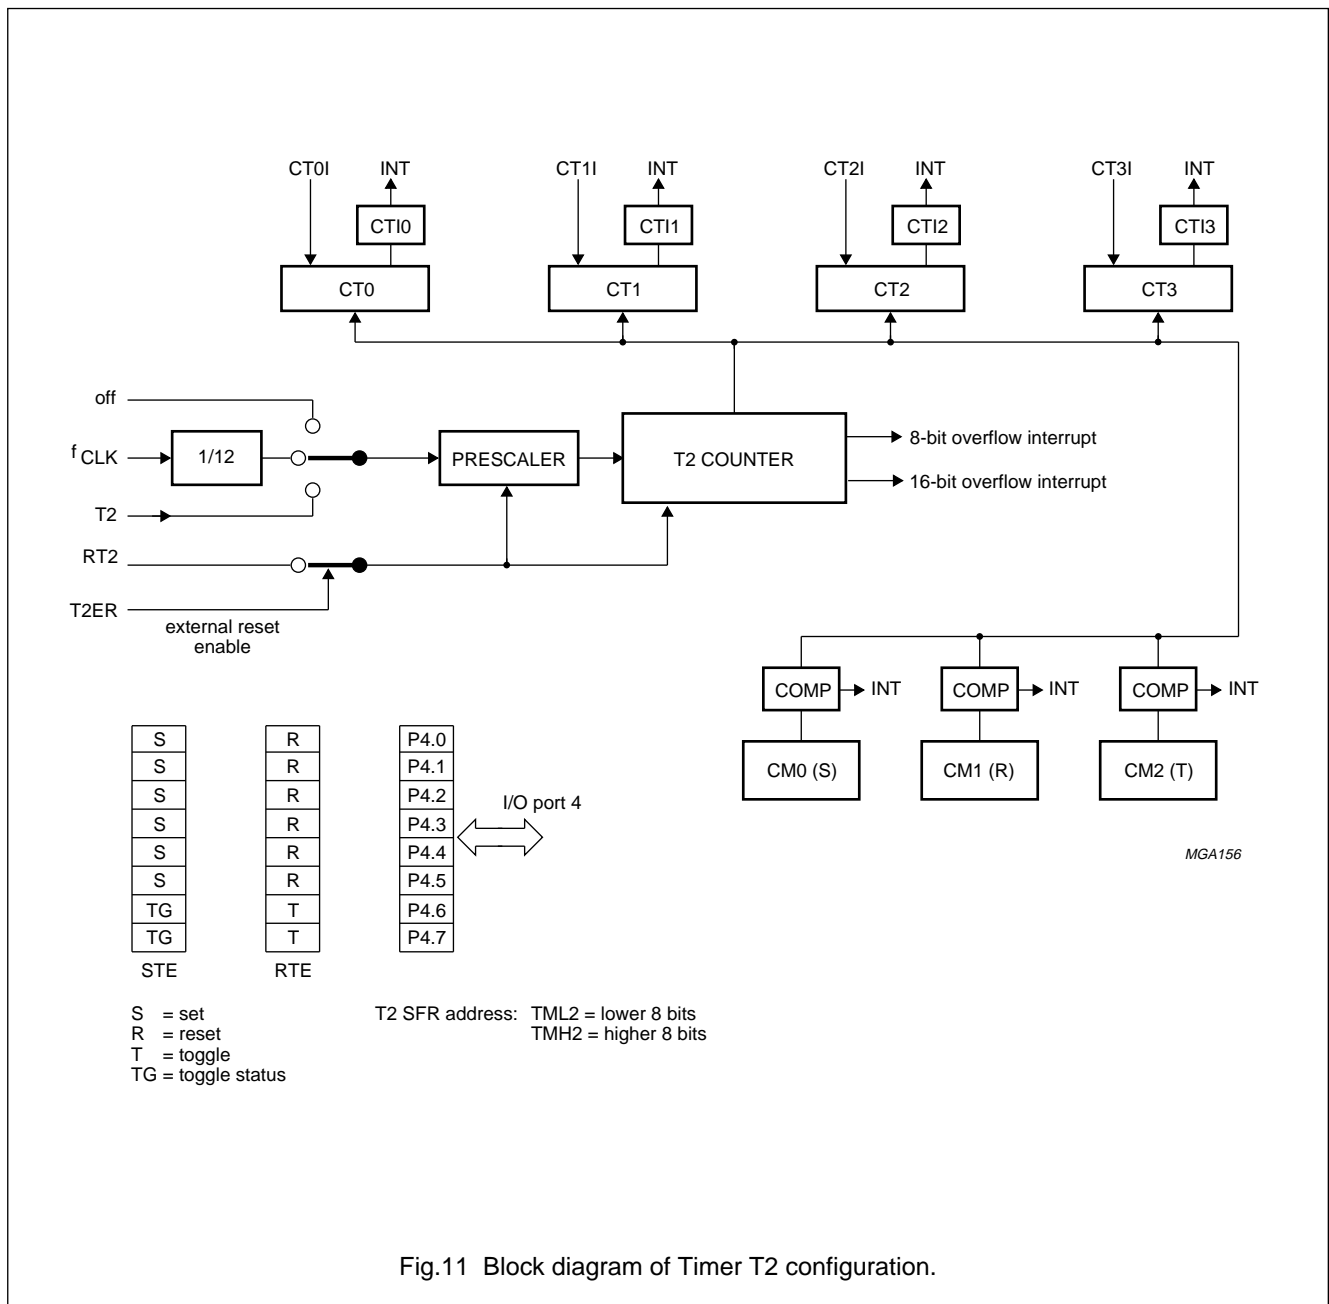 CT0I INT CT1I INT CT2I INT CT3I INT
CTI0 CTI1 CTI2 CTI3
CT0 CT1 CT2 CT3
off
8-bit overflow interrupt
f CLK 1/12 PRESCALER T2 COUNTER
16-bit overflow interrupt
T2
RT2
T2ER
external reset
enable
COMP INT COMP INT COMP INT
CM0 (S) CM1 (R) CM2 (T)
S R P4.0
S R P4.1
S R P4.2
I/O port 4
S R P4.3
S R P4.4
S R P4.5
TG T P4.6
TG T P4.7
STE RTE
MGA156
S = set
R = reset
T = toggle
TG = toggle status
T2 SFR address: TML2 = lower 8 bits
TMH2 = higher 8 bits
Fig.11 Block diagram of Timer T2 configuration.